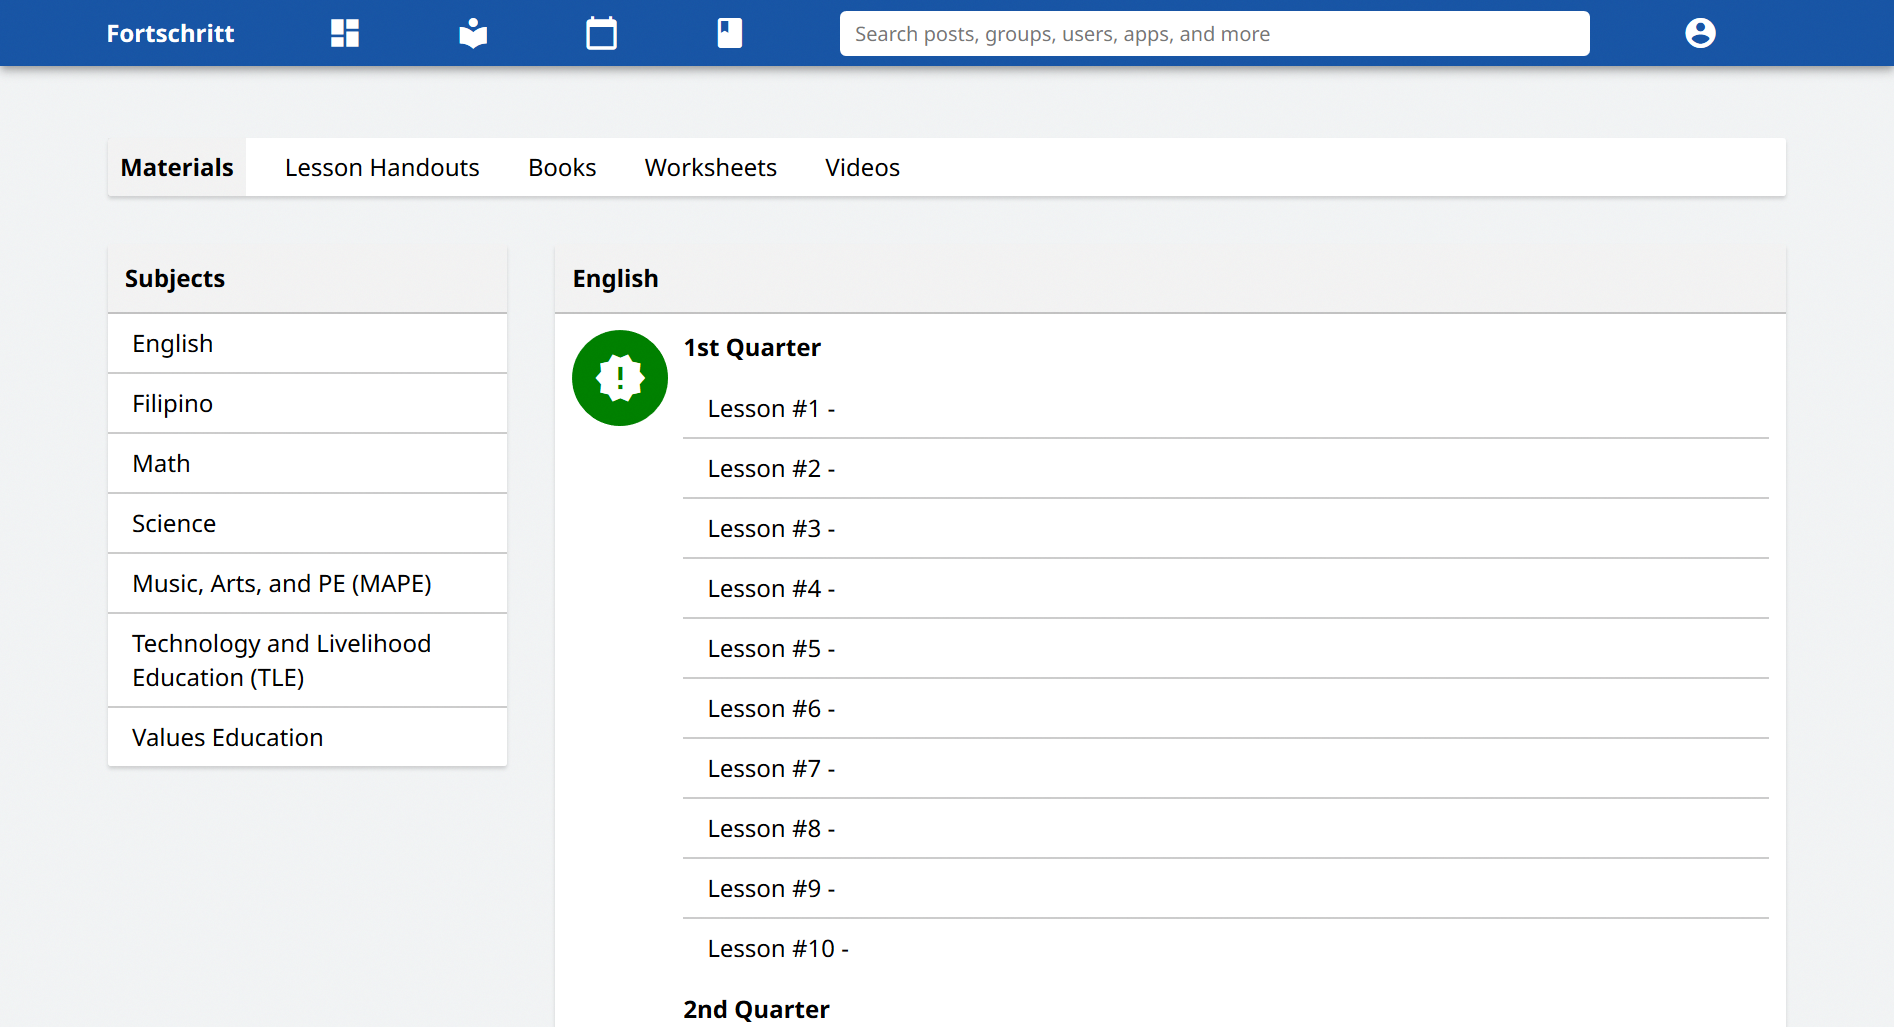 Fortschritt
Search posts, groups, users, apps, and more
Materials
Lesson Handouts
Books
Worksheets
Videos
Subjects
English
Filipino
Math
Science
Music, Arts, and PE (MAPE)
Technology and Livelihood
Education (TLE)
Values Education
English
1st Quarter
Lesson #1 -
Lesson #2 -
Lesson #3 -
Lesson #4 -
Lesson #5 -
Lesson #6 -
Lesson #7 -
Lesson #8 -
Lesson #9 -
Lesson #10 -
2nd Quarter